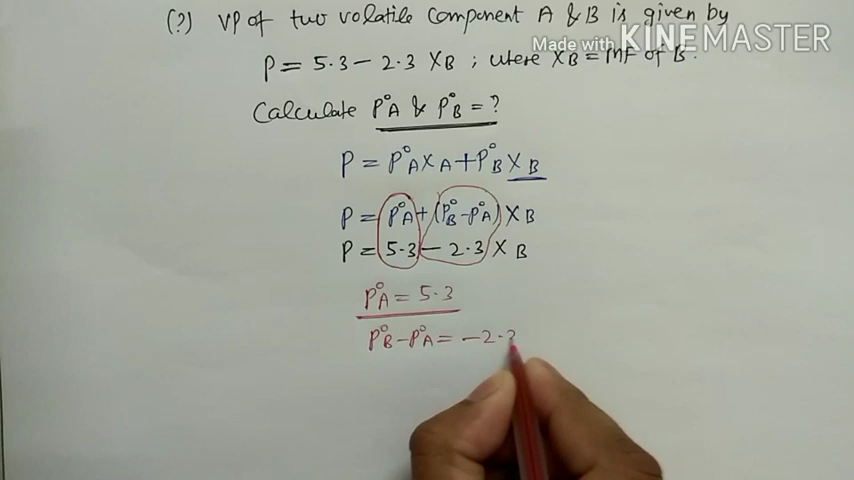 (?) VP of two volatile component A & B is given by
Made with KINEMASTER
P = 5.3 – 2.3 XB ; where XB = MF of B.
Calculate P°A & P°B = ?
P = P°A XA + P°B XB
P = P°A + (P°B – P°A) XB
P = 5.3 – 2.3 XB
P°A = 5.3
P°B – P°A = – 2.3